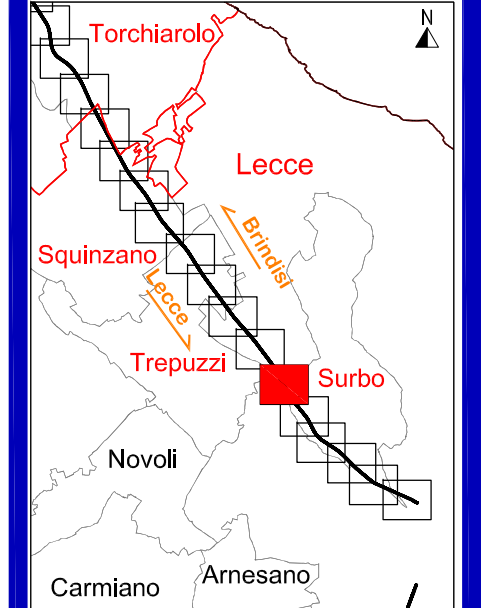 N
Torchiarolo
Lecce
Brindisi
Squinzano
Lecce
Trepuzzi
Surbo
Novoli
Arnesano
Carmiano